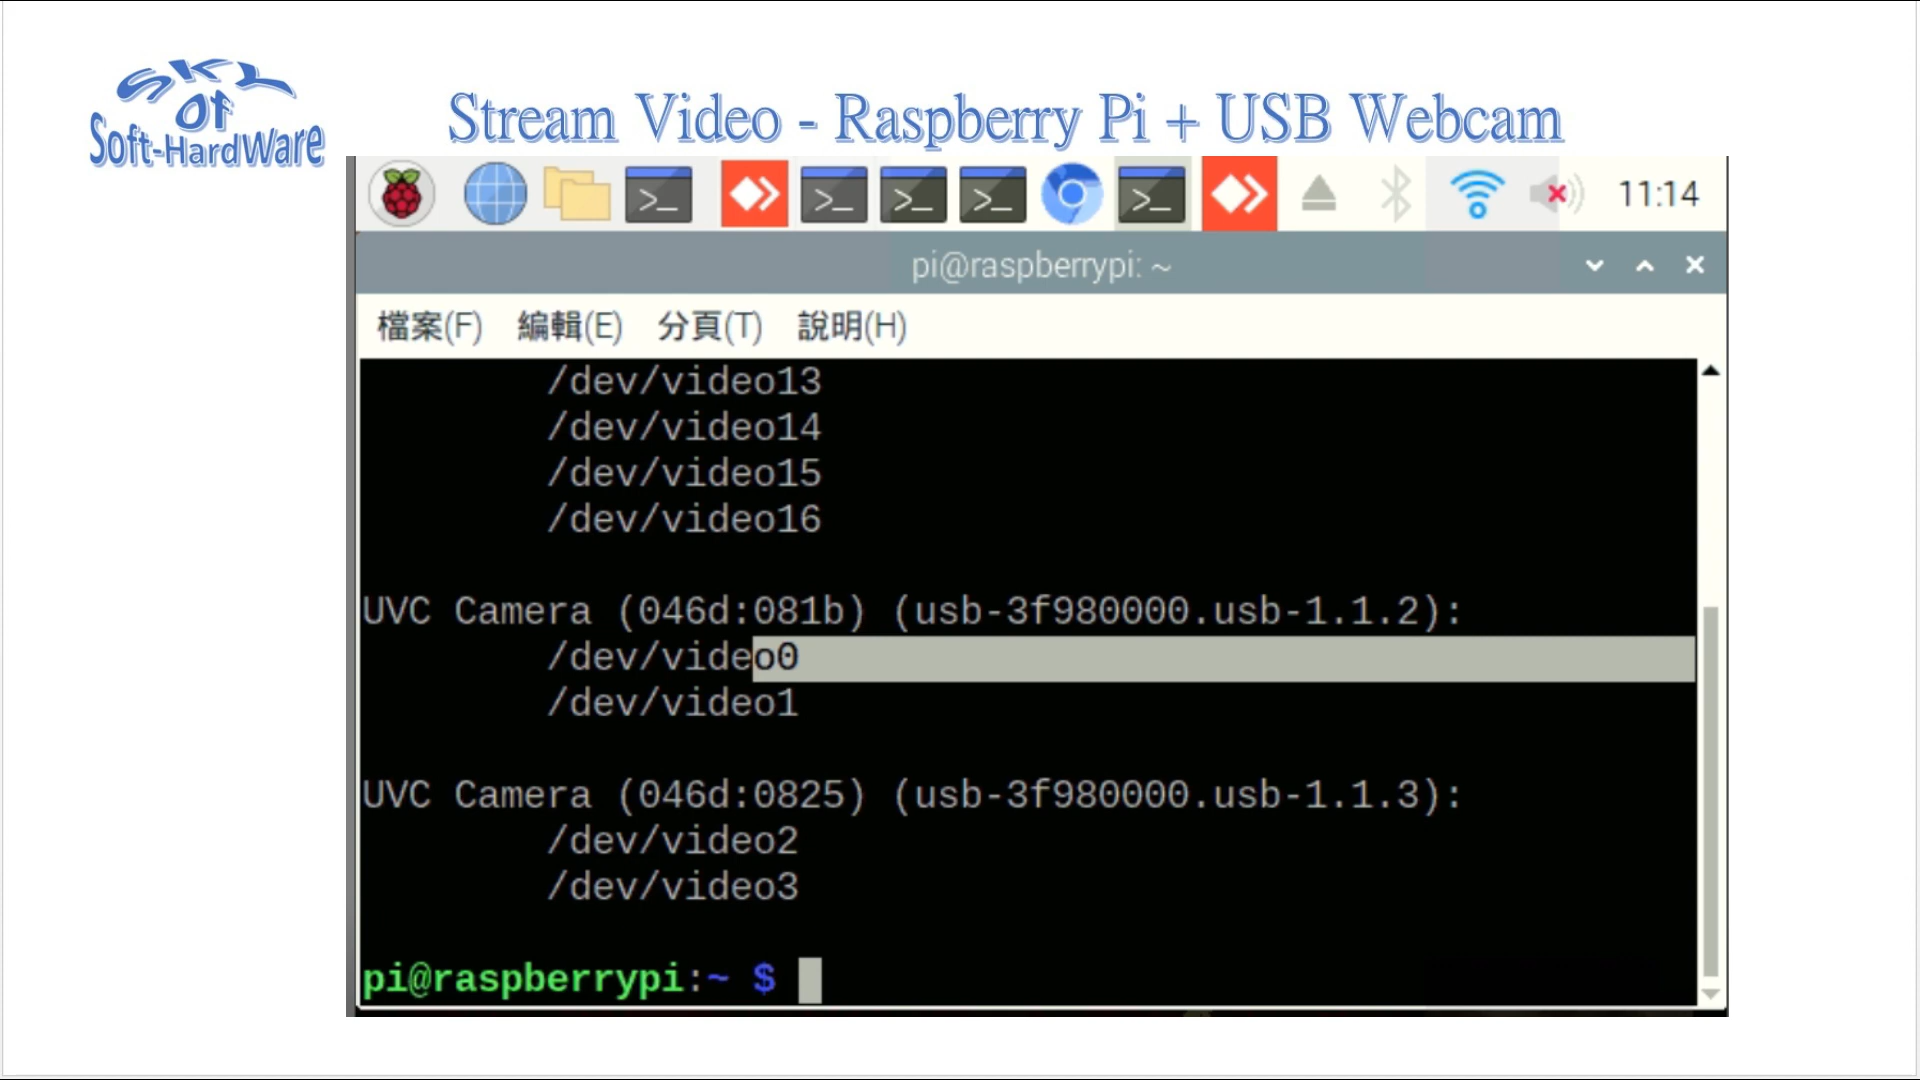 SKY
Of
Soft-HardWare
Stream Video - Raspberry Pi + USB Webcam
>_ >_ >_ >_ >_ 11:14
pi@raspberrypi: ~
檔案(F) 編輯(E) 分頁(T) 說明(H)
/dev/video13
/dev/video14
/dev/video15
/dev/video16
UVC Camera (046d:081b) (usb-3f980000.usb-1.1.2):
/dev/video0
/dev/video1
UVC Camera (046d:0825) (usb-3f980000.usb-1.1.3):
/dev/video2
/dev/video3
pi@raspberrypi:~ $